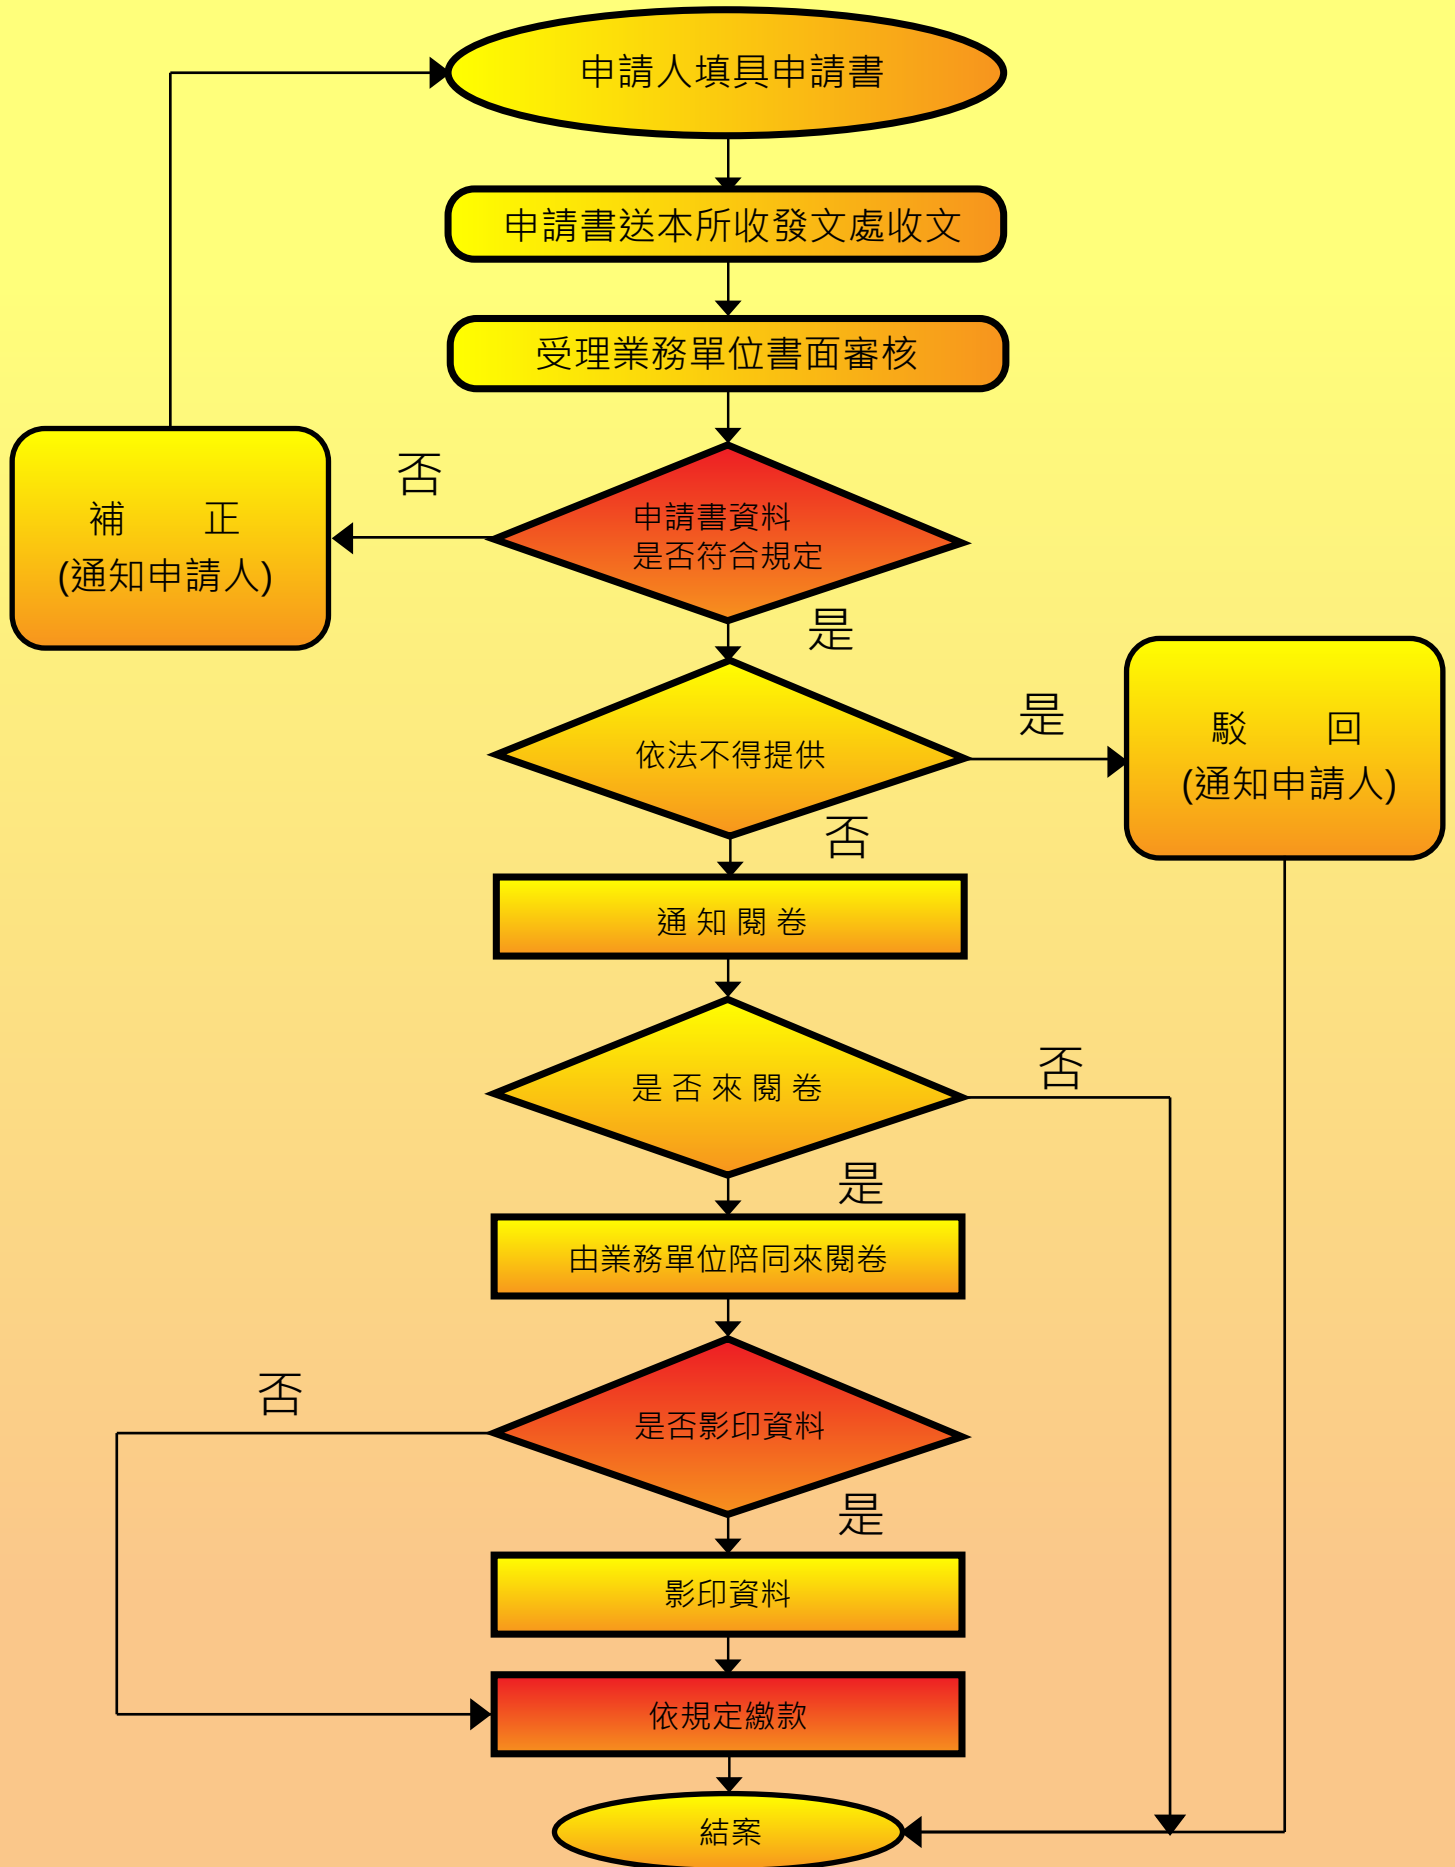 申請人填具申請書
申請書送本所收發文處收文
受理業務單位書面審核
否
申請書資料
是否符合規定
補 正
(通知申請人)
是
是
駁 回
(通知申請人)
依法不得提供
否
通 知 閱 卷
否
是 否 來 閱 卷
是
由業務單位陪同來閱卷
否
是否影印資料
是
影印資料
依規定繳款
結案